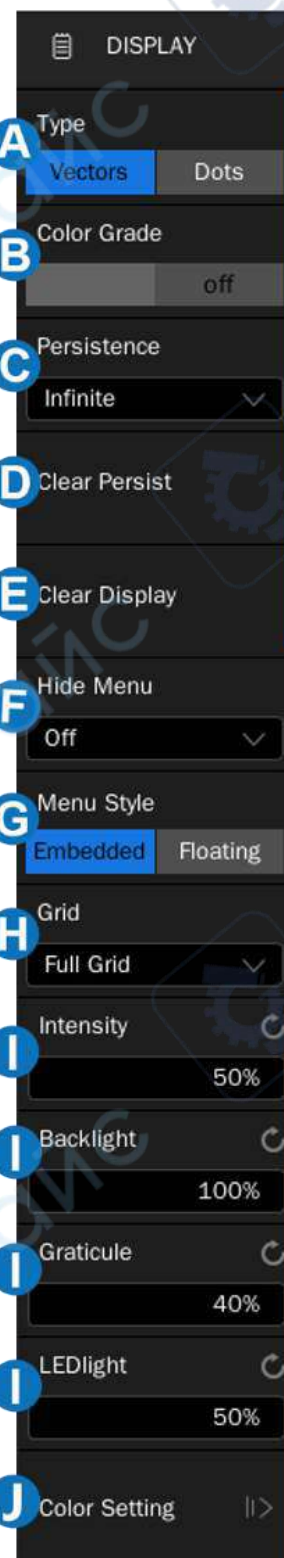 DISPLAY
A
Type
Vectors Dots
B
Color Grade
off
C
Persistence
Infinite
D
Clear Persist
E
Clear Display
F
Hide Menu
Off
G
Menu Style
Embedded Floating
H
Grid
Full Grid
I
Intensity
50%
I
Backlight
100%
I
Graticule
40%
I
LEDlight
50%
J
Color Setting